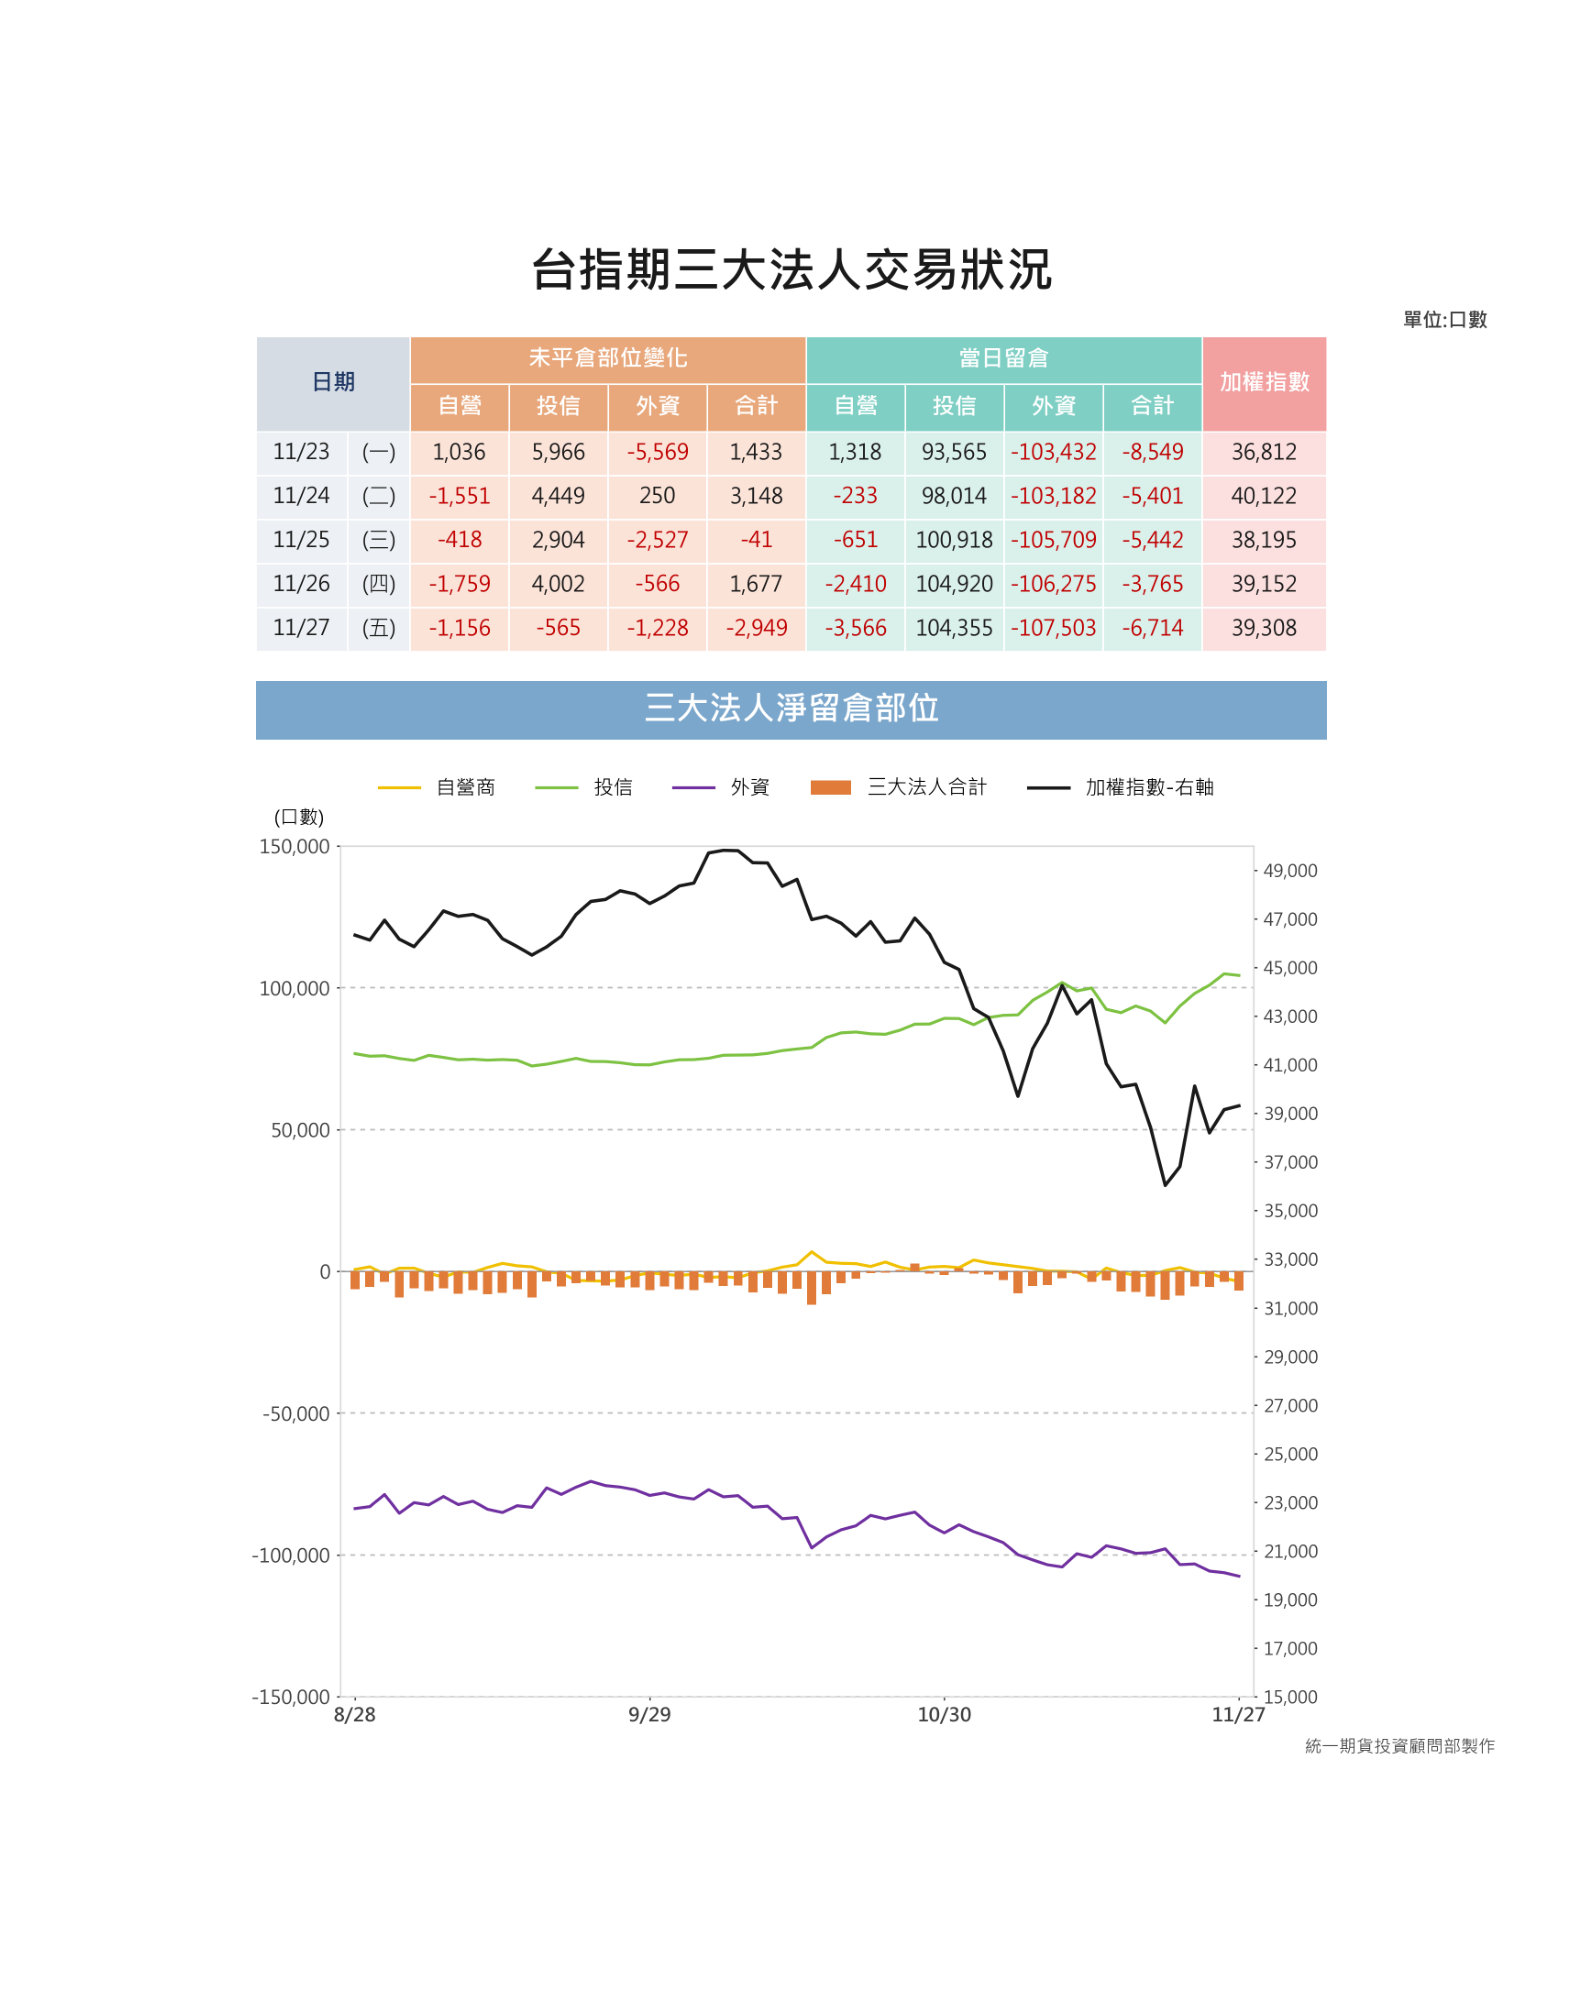 台指期三大法人交易狀況
單位:口數
日期 未平倉部位變化 當日留倉 加權指數
自營 投信 外資 合計 自營 投信 外資 合計
11/23 (一) 1,036 5,966 -5,569 1,433 1,318 93,565 -103,432 -8,549 36,812
11/24 (二) -1,551 4,449 250 3,148 -233 98,014 -103,182 -5,401 40,122
11/25 (三) -418 2,904 -2,527 -41 -651 100,918 -105,709 -5,442 38,195
11/26 (四) -1,759 4,002 -566 1,677 -2,410 104,920 -106,275 -3,765 39,152
11/27 (五) -1,156 -565 -1,228 -2,949 -3,566 104,355 -107,503 -6,714 39,308
三大法人淨留倉部位
自營商 投信 外資 三大法人合計 加權指數-右軸
(口數)
150,000
100,000
50,000
0
-50,000
-100,000
-150,000
49,000
47,000
45,000
43,000
41,000
39,000
37,000
35,000
33,000
31,000
29,000
27,000
25,000
23,000
21,000
19,000
17,000
15,000
8/28 9/29 10/30 11/27
統一期貨投資顧問部製作